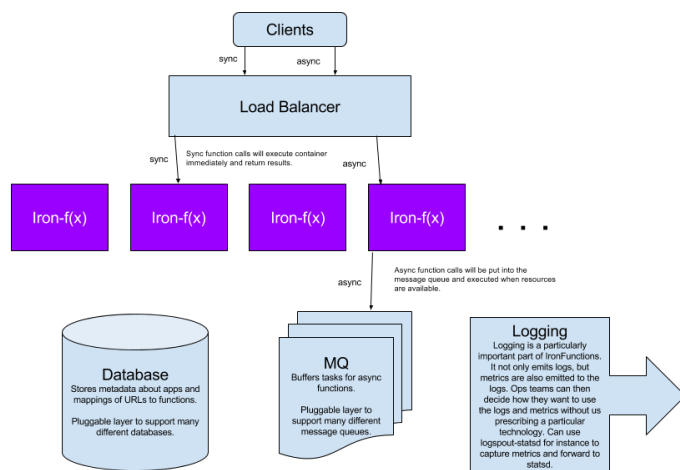 Clients
sync
async
Load Balancer
sync
Sync function calls will execute container
immediately and return results.
async
Iron-f(x)
Iron-f(x)
Iron-f(x)
Iron-f(x)
. . .
async
Async function calls will be put into the
message queue and executed when resources
are available.
Database
Stores metadata about apps and
mappings of URLs to functions.
Pluggable layer to support many
different databases.
MQ
Buffers tasks for async
functions.
Pluggable layer to
support many different
message queues.
Logging
Logging is a particularly
important part of IronFunctions.
It not only emits logs, but
metrics are also emitted to the
logs. Ops teams can then
decide how they want to use
the logs and metrics without us
prescribing a particular
technology. Can use
logspout-statsd for instance to
capture metrics and forward to
statsd.